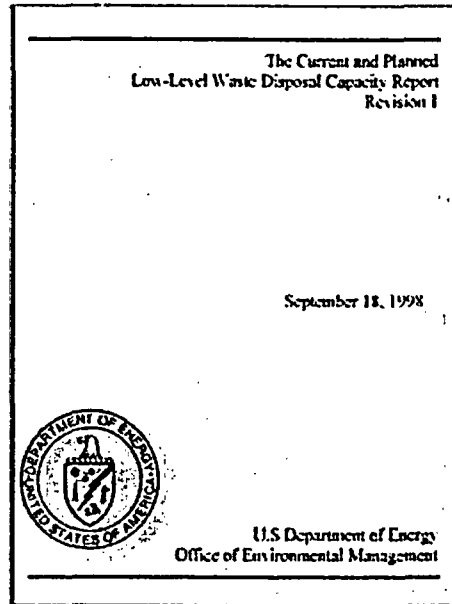 The Current and Planned
Low-Level Waste Disposal Capacity Report
Revision 1
September 18, 1998
DEPARTMENT OF ENERGY
UNITED STATES OF AMERICA
U.S Department of Energy
Office of Environmental Management